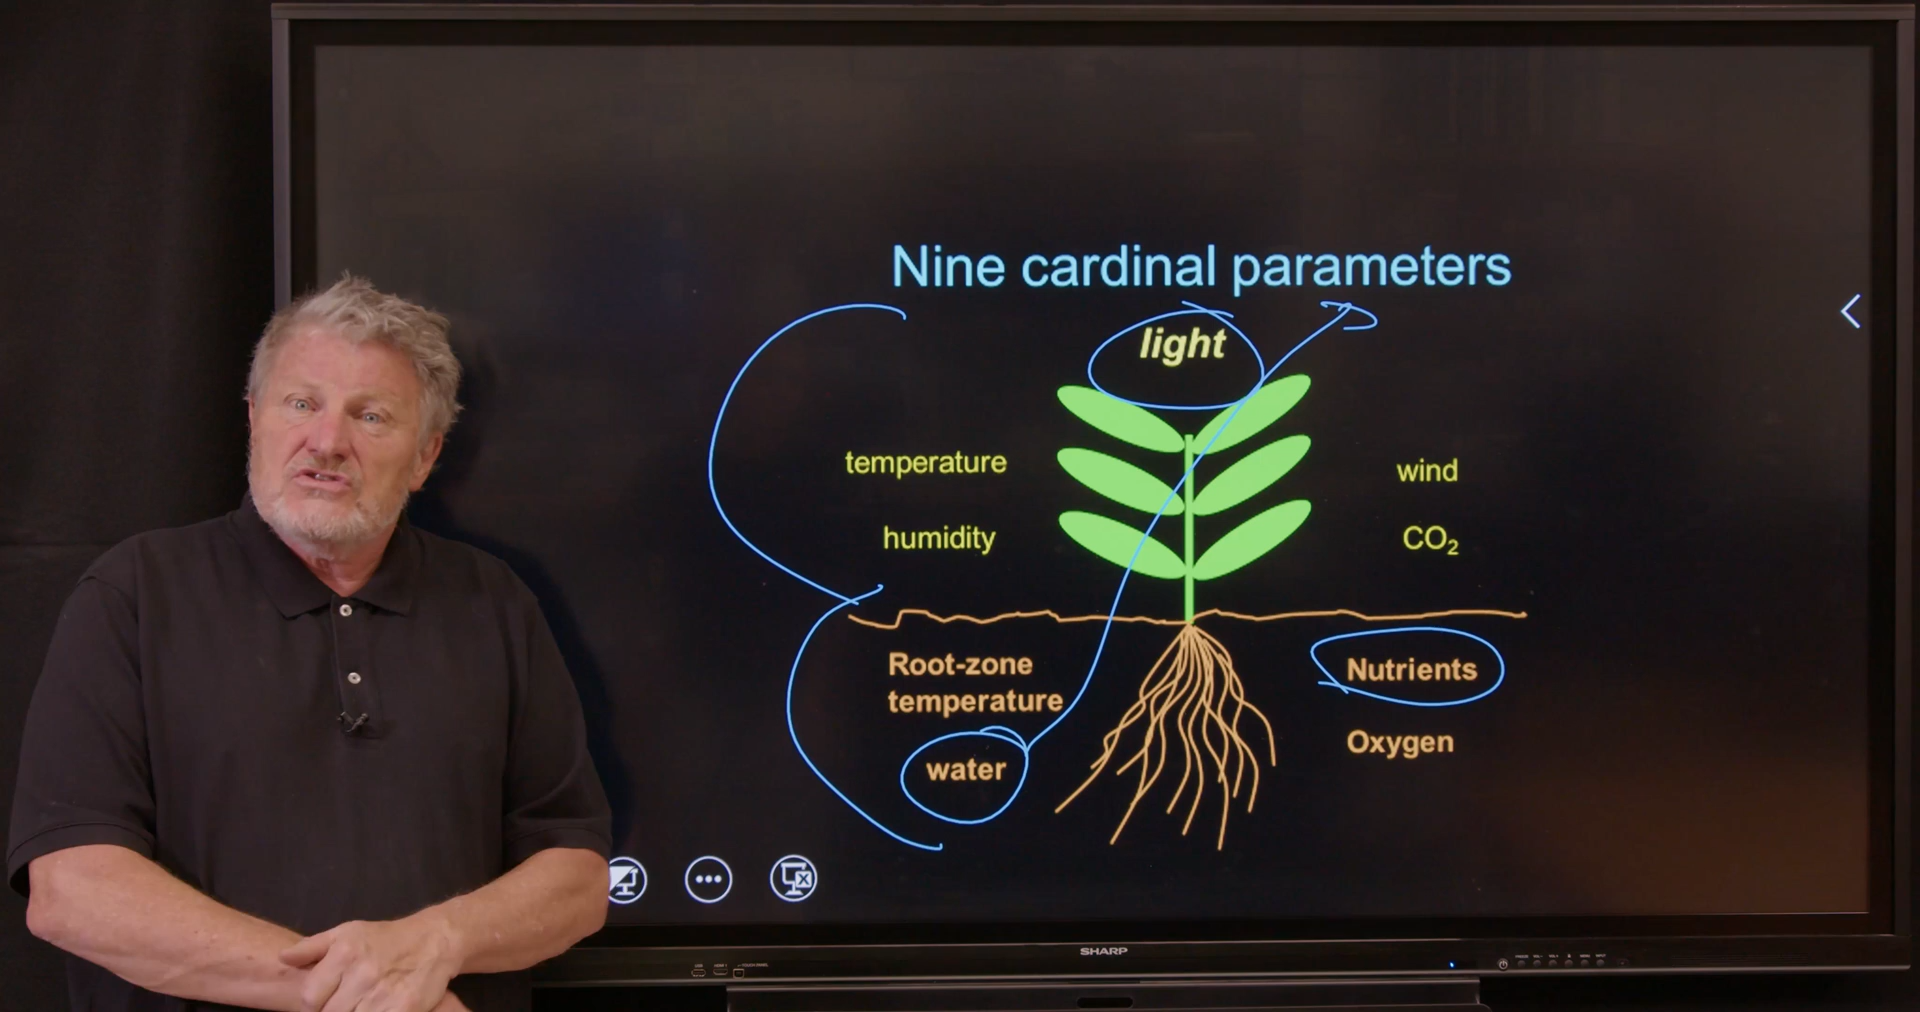 Nine cardinal parameters
light
temperature
wind
humidity
CO₂
Root-zone
temperature
Nutrients
water
Oxygen
SHARP